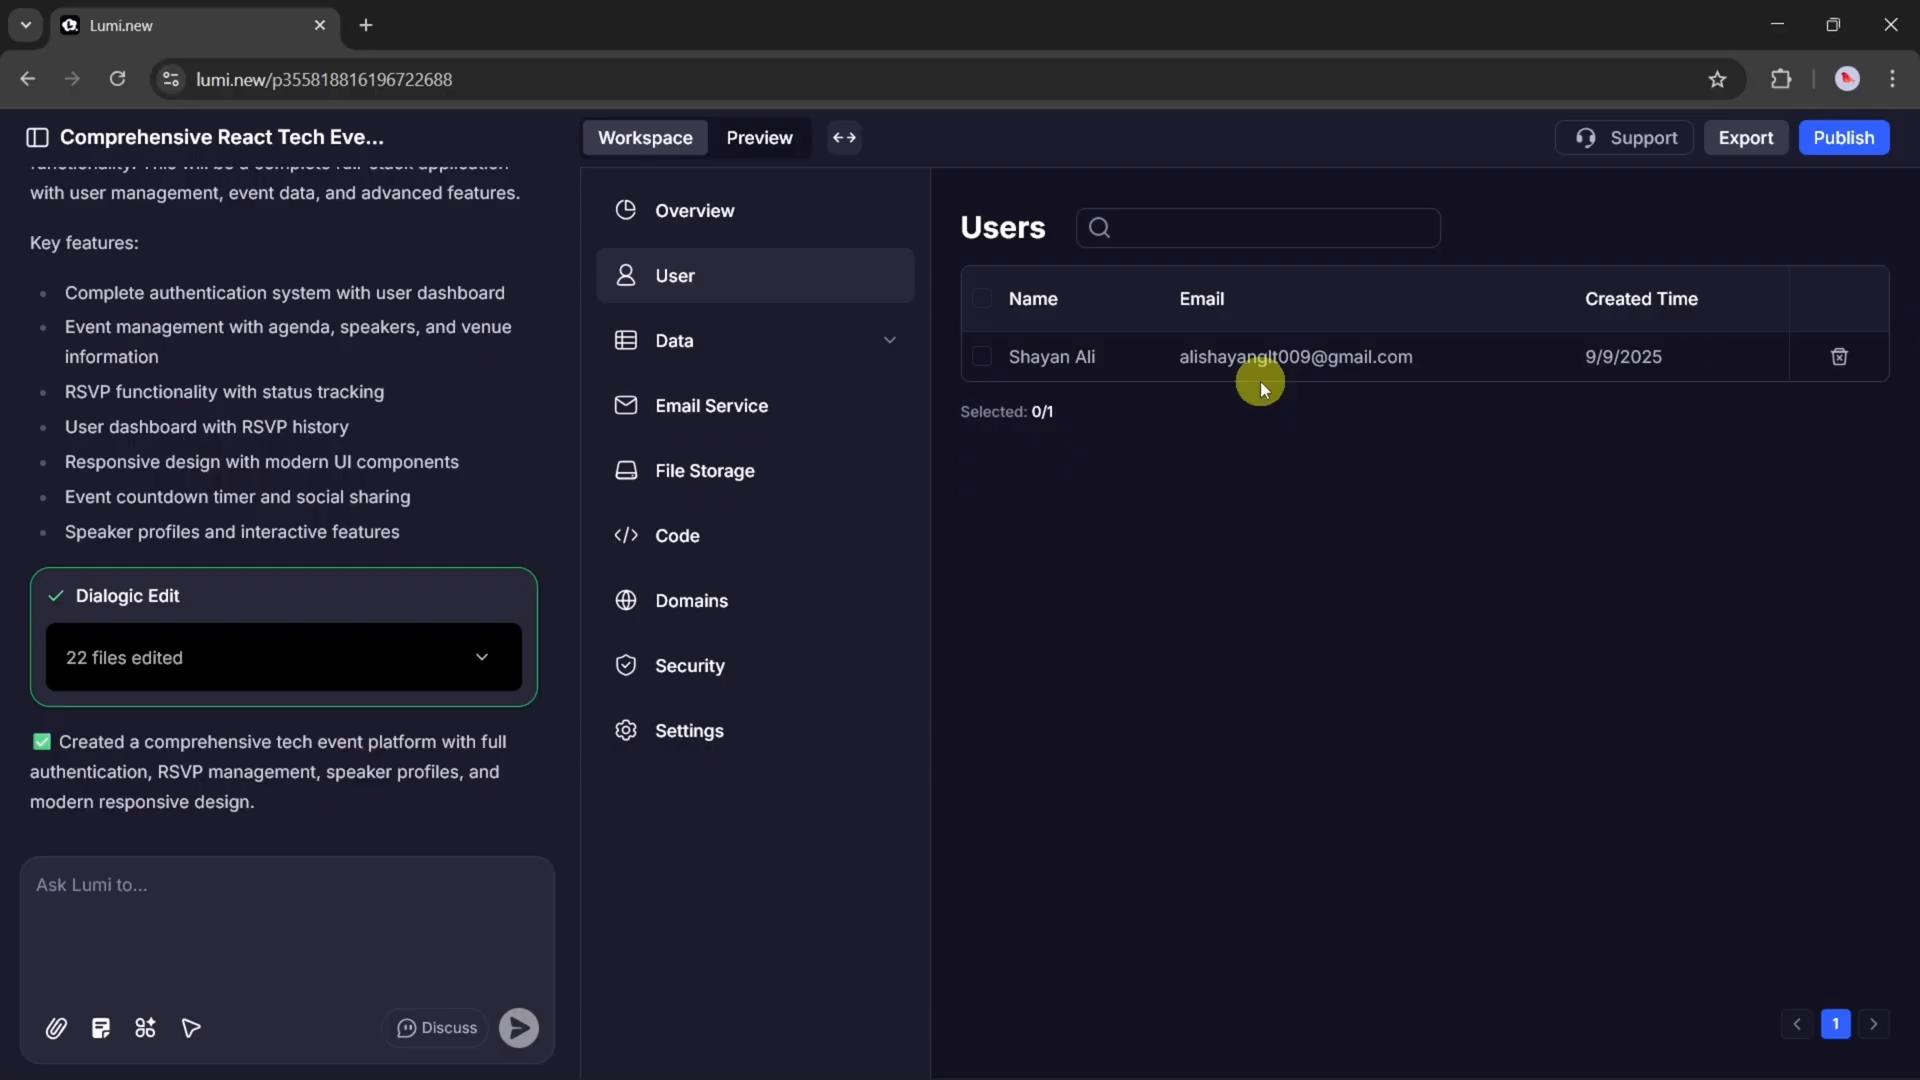 Lumi.new
lumi.new/p355818816196722688
Comprehensive React Tech Eve...
Workspace
Preview
Support
Export
Publish
functionality. This will be a complete full-stack application
with user management, event data, and advanced features.
Key features:
Complete authentication system with user dashboard
Event management with agenda, speakers, and venue
information
RSVP functionality with status tracking
User dashboard with RSVP history
Responsive design with modern UI components
Event countdown timer and social sharing
Speaker profiles and interactive features
Dialogic Edit
22 files edited
✅ Created a comprehensive tech event platform with full
authentication, RSVP management, speaker profiles, and
modern responsive design.
Ask Lumi to...
Discuss
Overview
User
Data
Email Service
File Storage
Code
Domains
Security
Settings
Users
Name Email Created Time
Shayan Ali alishayanglt009@gmail.com 9/9/2025
Selected: 0/1
1